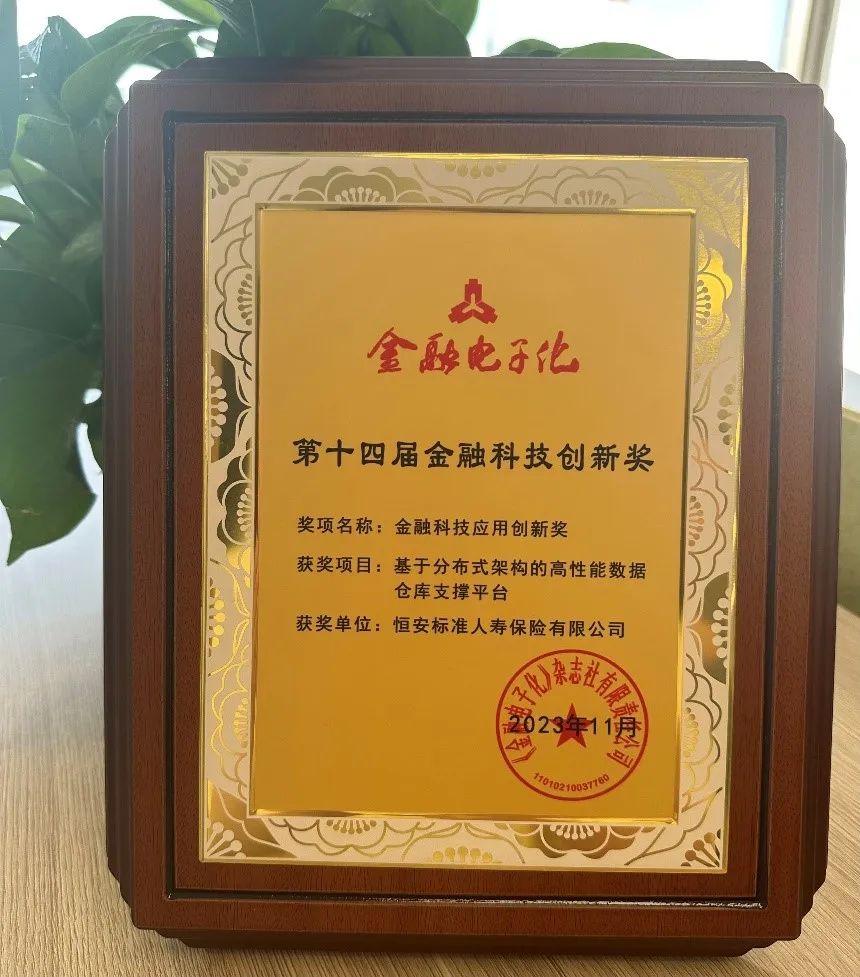 金融电子化
第十四届金融科技创新奖
奖项名称：金融科技应用创新奖
获奖项目：基于分布式架构的高性能数据
仓库支撑平台
获奖单位：恒安标准人寿保险有限公司
《金融电子化》杂志社有限责任公司
2023年11月
11010210037760